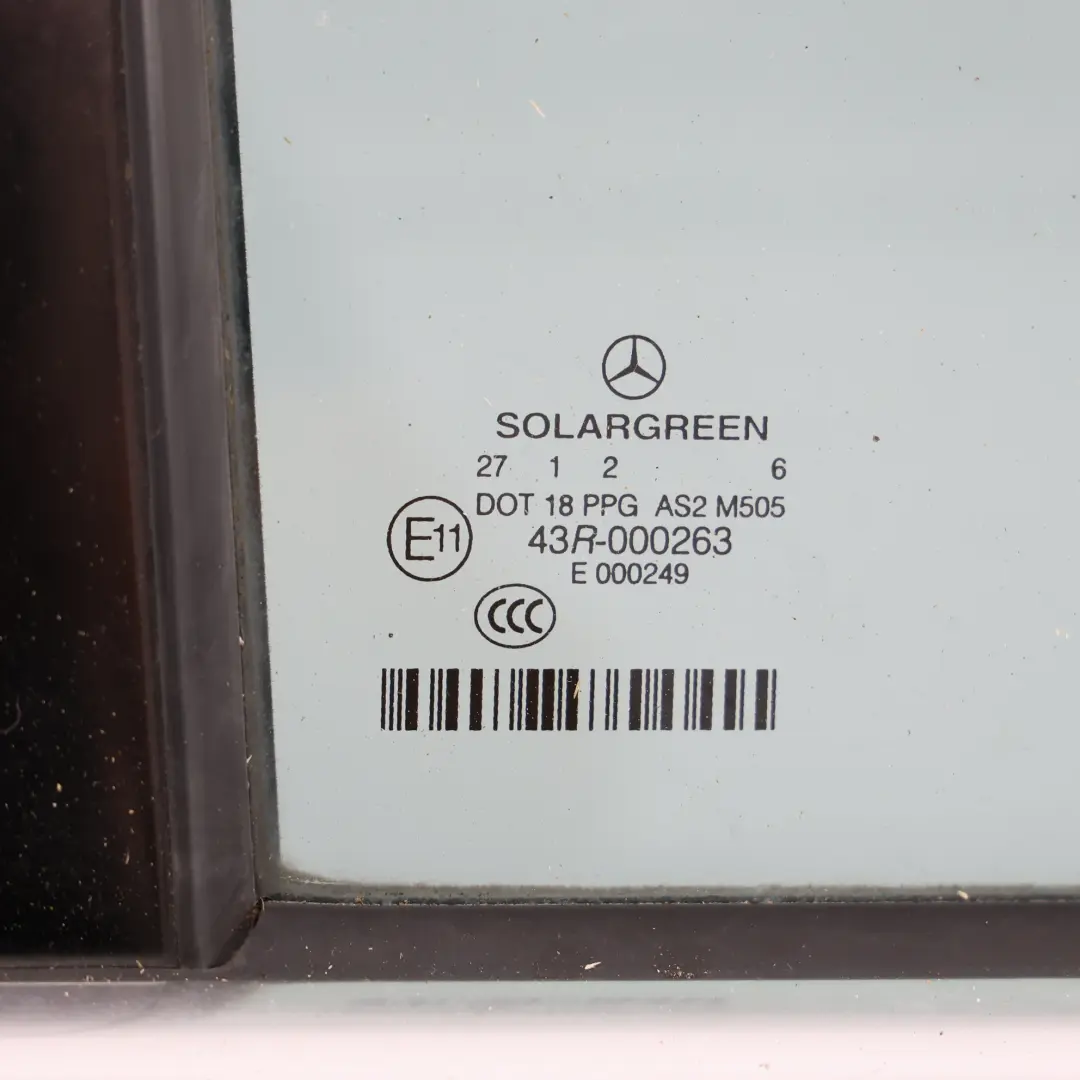 SOLARGREEN
27 1 2 6
DOT 18 PPG AS2 M505
E11
43R-000263
E 000249
CCC